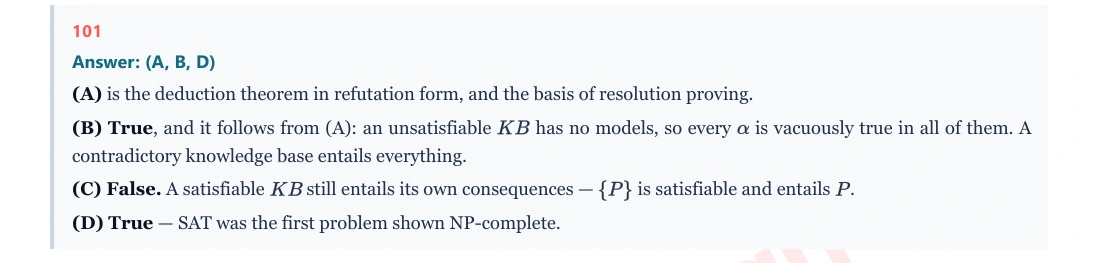 101
Answer: (A, B, D)
(A) is the deduction theorem in refutation form, and the basis of resolution proving.
(B) True, and it follows from (A): an unsatisfiable KB has no models, so every α is vacuously true in all of them. A
contradictory knowledge base entails everything.
(C) False. A satisfiable KB still entails its own consequences — {P} is satisfiable and entails P.
(D) True — SAT was the first problem shown NP-complete.